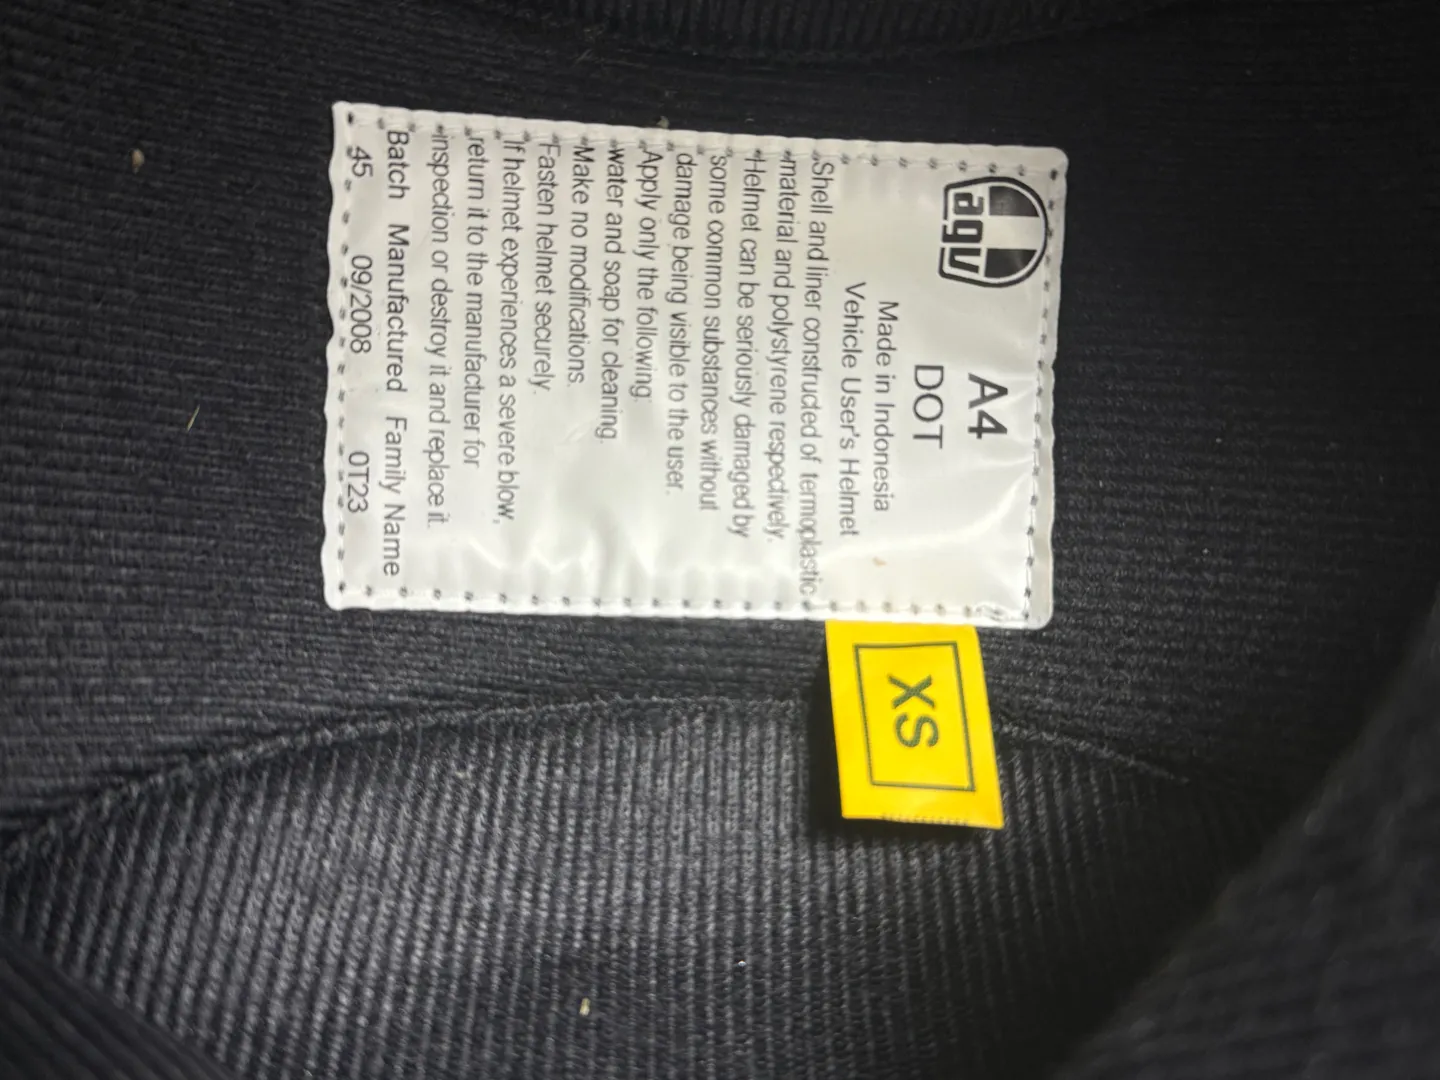 agv
A4
DOT
Made in Indonesia
Vehicle User's Helmet
Shell and liner constructed of termoplastic
material and polystyrene respectively.
Helmet can be seriously damaged by
some common substances without
damage being visible to the user.
Apply only the following:
water and soap for cleaning.
Make no modifications.
Fasten helmet securely.
If helmet experiences a severe blow,
return it to the manufacturer for
inspection or destroy it and replace it.
Batch Manufactured Family Name
45 09/2008 0T23
XS